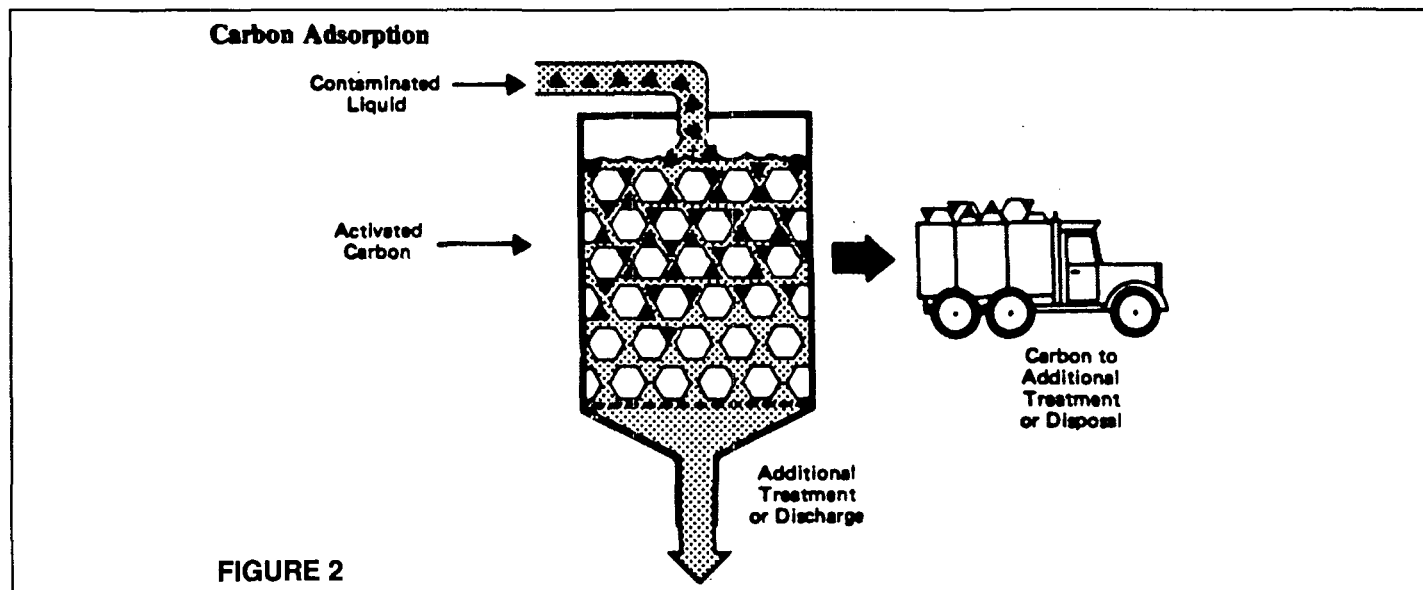 Carbon Adsorption
Contaminated
Liquid
Activated
Carbon
Carbon to
Additional
Treatment
or Disposal
Additional
Treatment
or Discharge
FIGURE 2